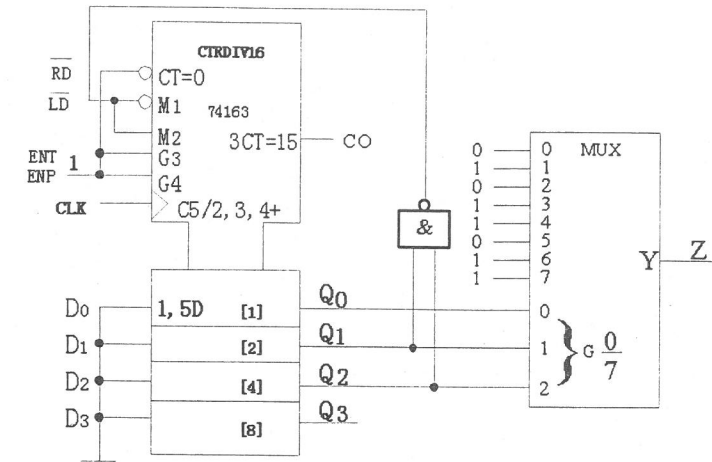 CTRDIV16
RD
CT=0
LD
M1
74163
M2
3CT=15
CO
ENT
1
G3
ENP
G4
CLK
C5/2,3,4+
&
0 0 MUX
1 1
0 2
1 3
1 4
0 5
1 6
1 7
Y Z
D0 1,5D [1] Q0 0
D1 [2] Q1 1 G 0/7
D2 [4] Q2 2
D3 [8] Q3